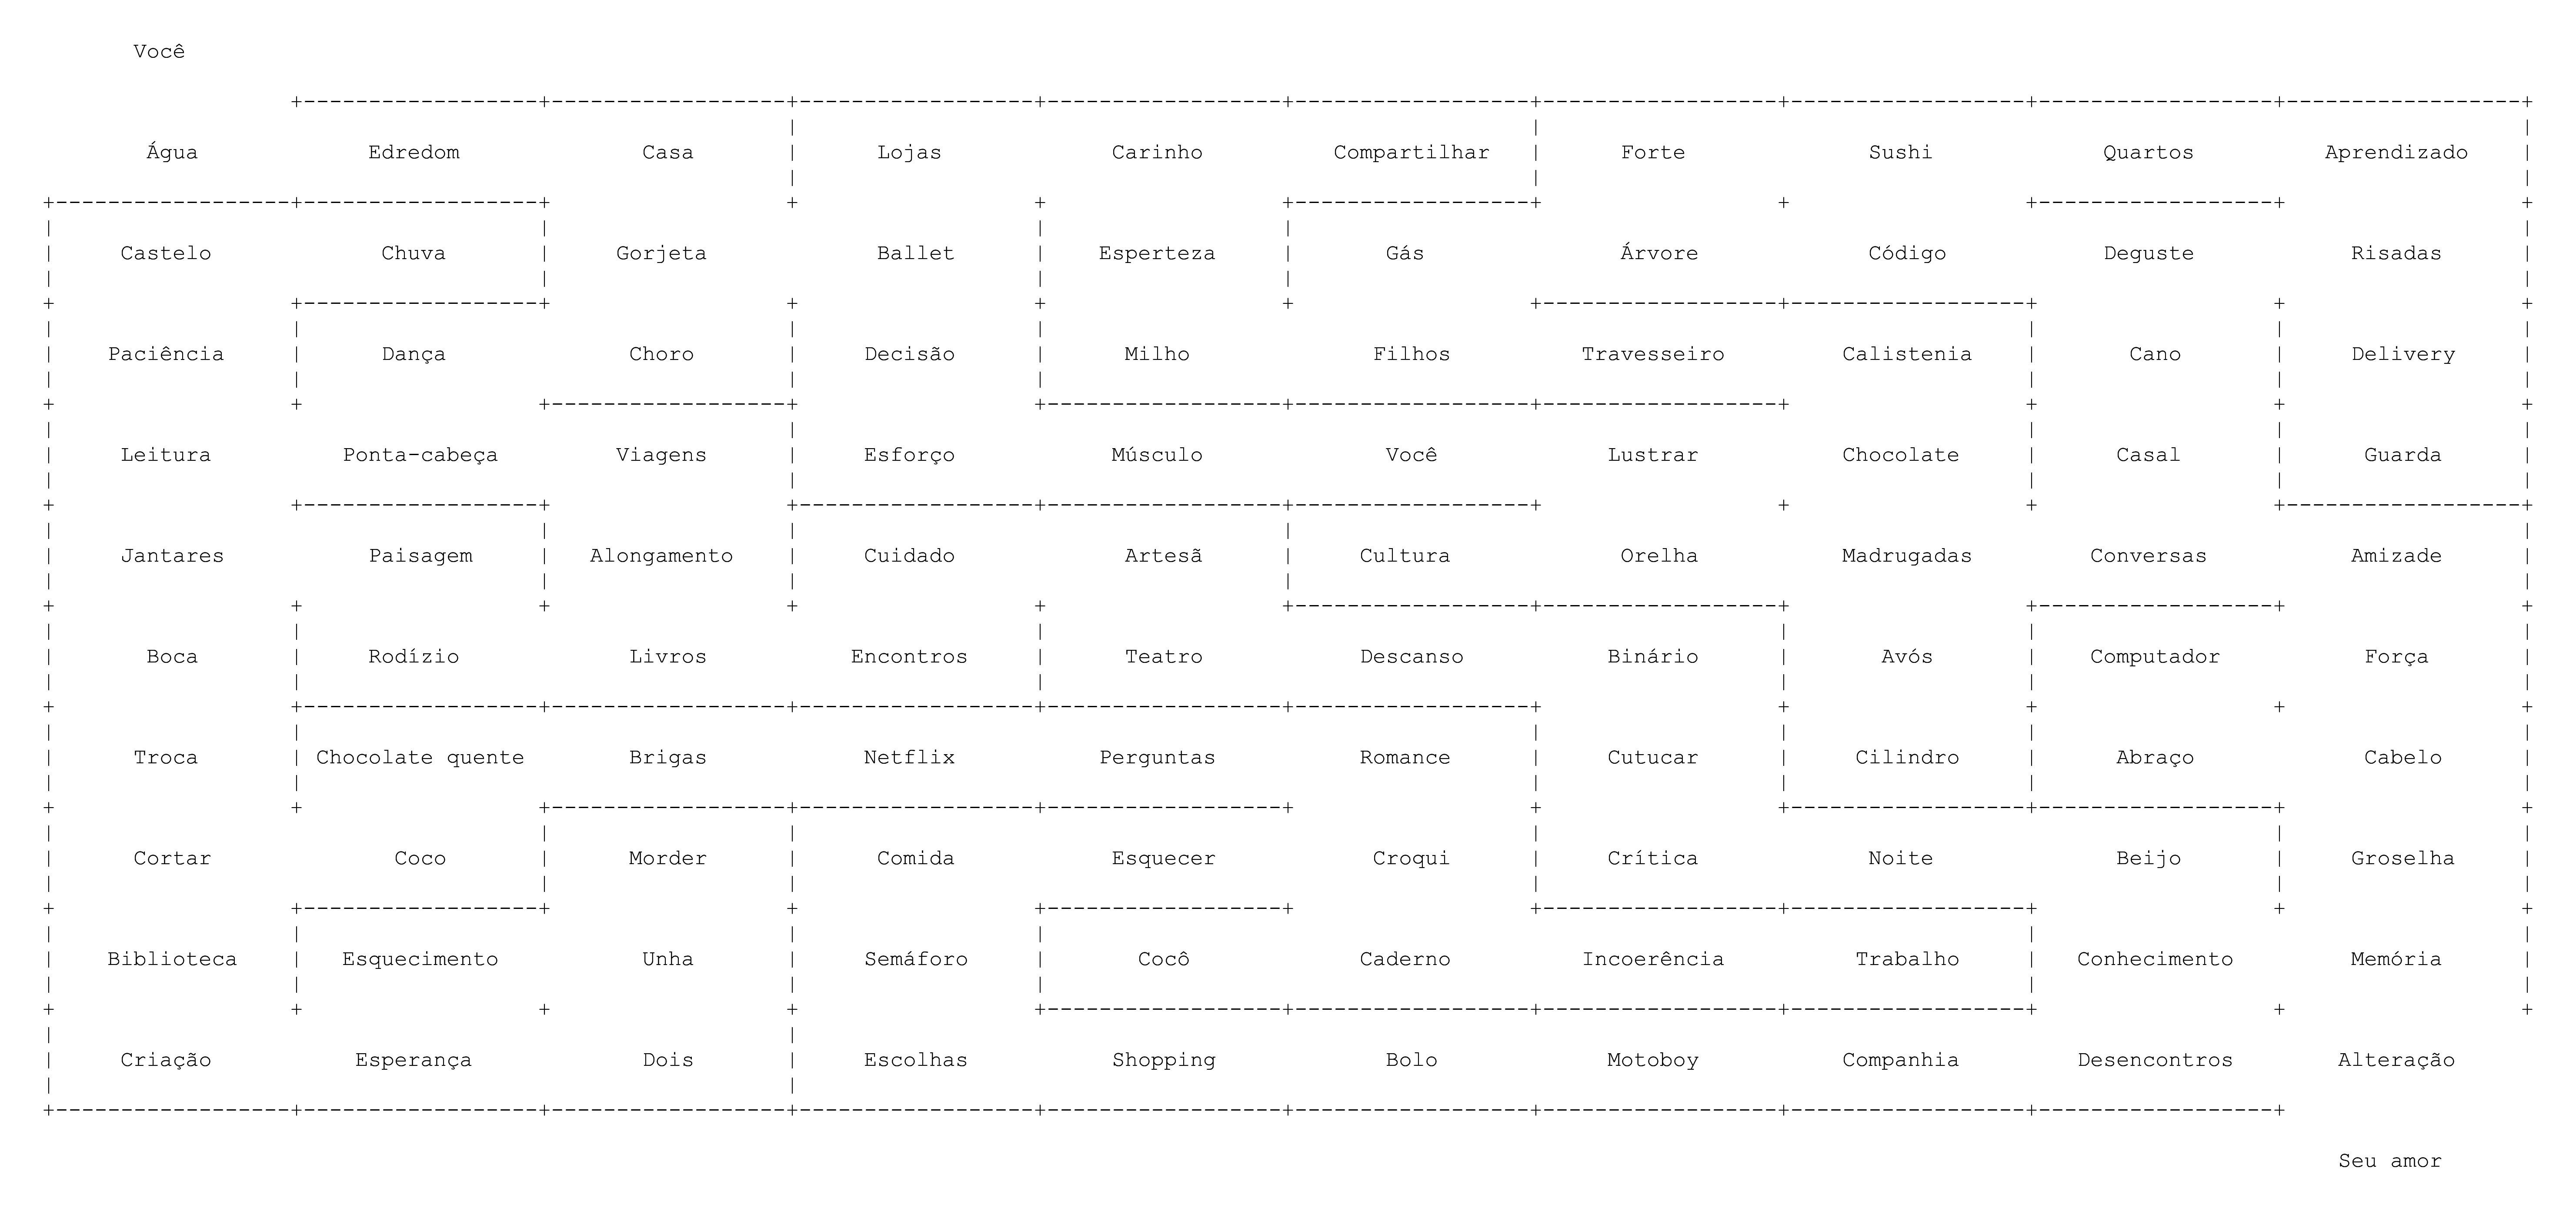 Você
Água Edredom Casa Lojas Carinho Compartilhar Forte Sushi Quartos Aprendizado
Castelo Chuva Gorjeta Ballet Esperteza Gás Árvore Código Deguste Risadas
Paciência Dança Choro Decisão Milho Filhos Travesseiro Calistenia Cano Delivery
Leitura Ponta-cabeça Viagens Esforço Músculo Você Lustrar Chocolate Casal Guarda
Jantares Paisagem Alongamento Cuidado Artesã Cultura Orelha Madrugadas Conversas Amizade
Boca Rodízio Livros Encontros Teatro Descanso Binário Avós Computador Força
Troca Chocolate quente Brigas Netflix Perguntas Romance Cutucar Cilindro Abraço Cabelo
Cortar Coco Morder Comida Esquecer Croqui Crítica Noite Beijo Groselha
Biblioteca Esquecimento Unha Semáforo Cocô Caderno Incoerência Trabalho Conhecimento Memória
Criação Esperança Dois Escolhas Shopping Bolo Motoboy Companhia Desencontros Alteração
Seu amor